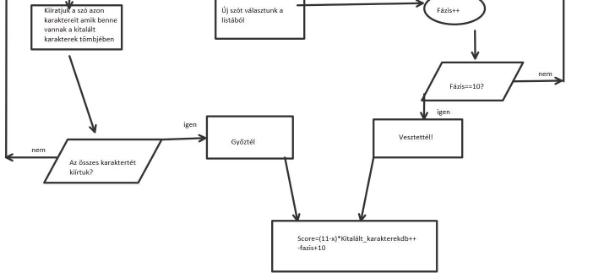 Kiíratjuk a szó azon
karaktereit amik benne
vannak a kitalált
karakterek tömbjében
Új szót választunk a
listából
Fázis++
Fázis==10?
nem
igen
igen
Vesztettél!
Győztél
nem
Az összes karaktertét
kiírtuk?
Score=(11-x)*Kitalált_karakterekdb++
-fazis+10